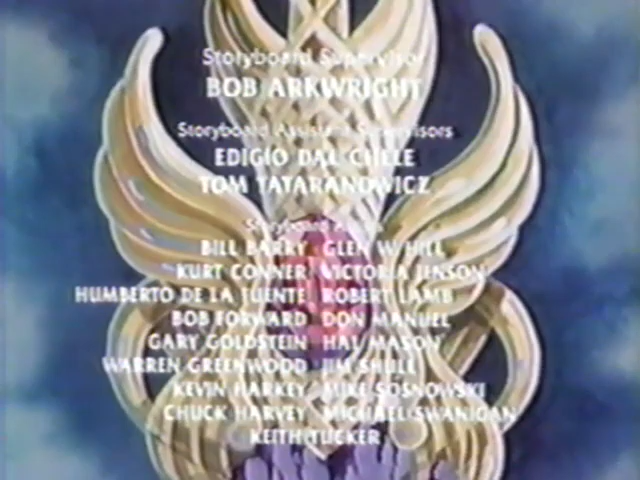 Storyboard Supervisor
BOB ARKWRIGHT
Storyboard Assistant Supervisors
EDIGIO DAL CHELE
TOM TATARANOWICZ
Storyboard Artists
BILL BARRY GLEN W. HILL
KURT CONNER VICTORIA JENSON
HUMBERTO DE LA FUENTE ROBERT LAMB
BOB FORWARD DON MANUEL
GARY GOLDSTEIN HAL MASON
WARREN GREENWOOD JIM SHULL
KEVIN HARKEY MIKE SOSNOWSKI
CHUCK HARVEY MICHAEL SWANIGAN
KEITH TUCKER